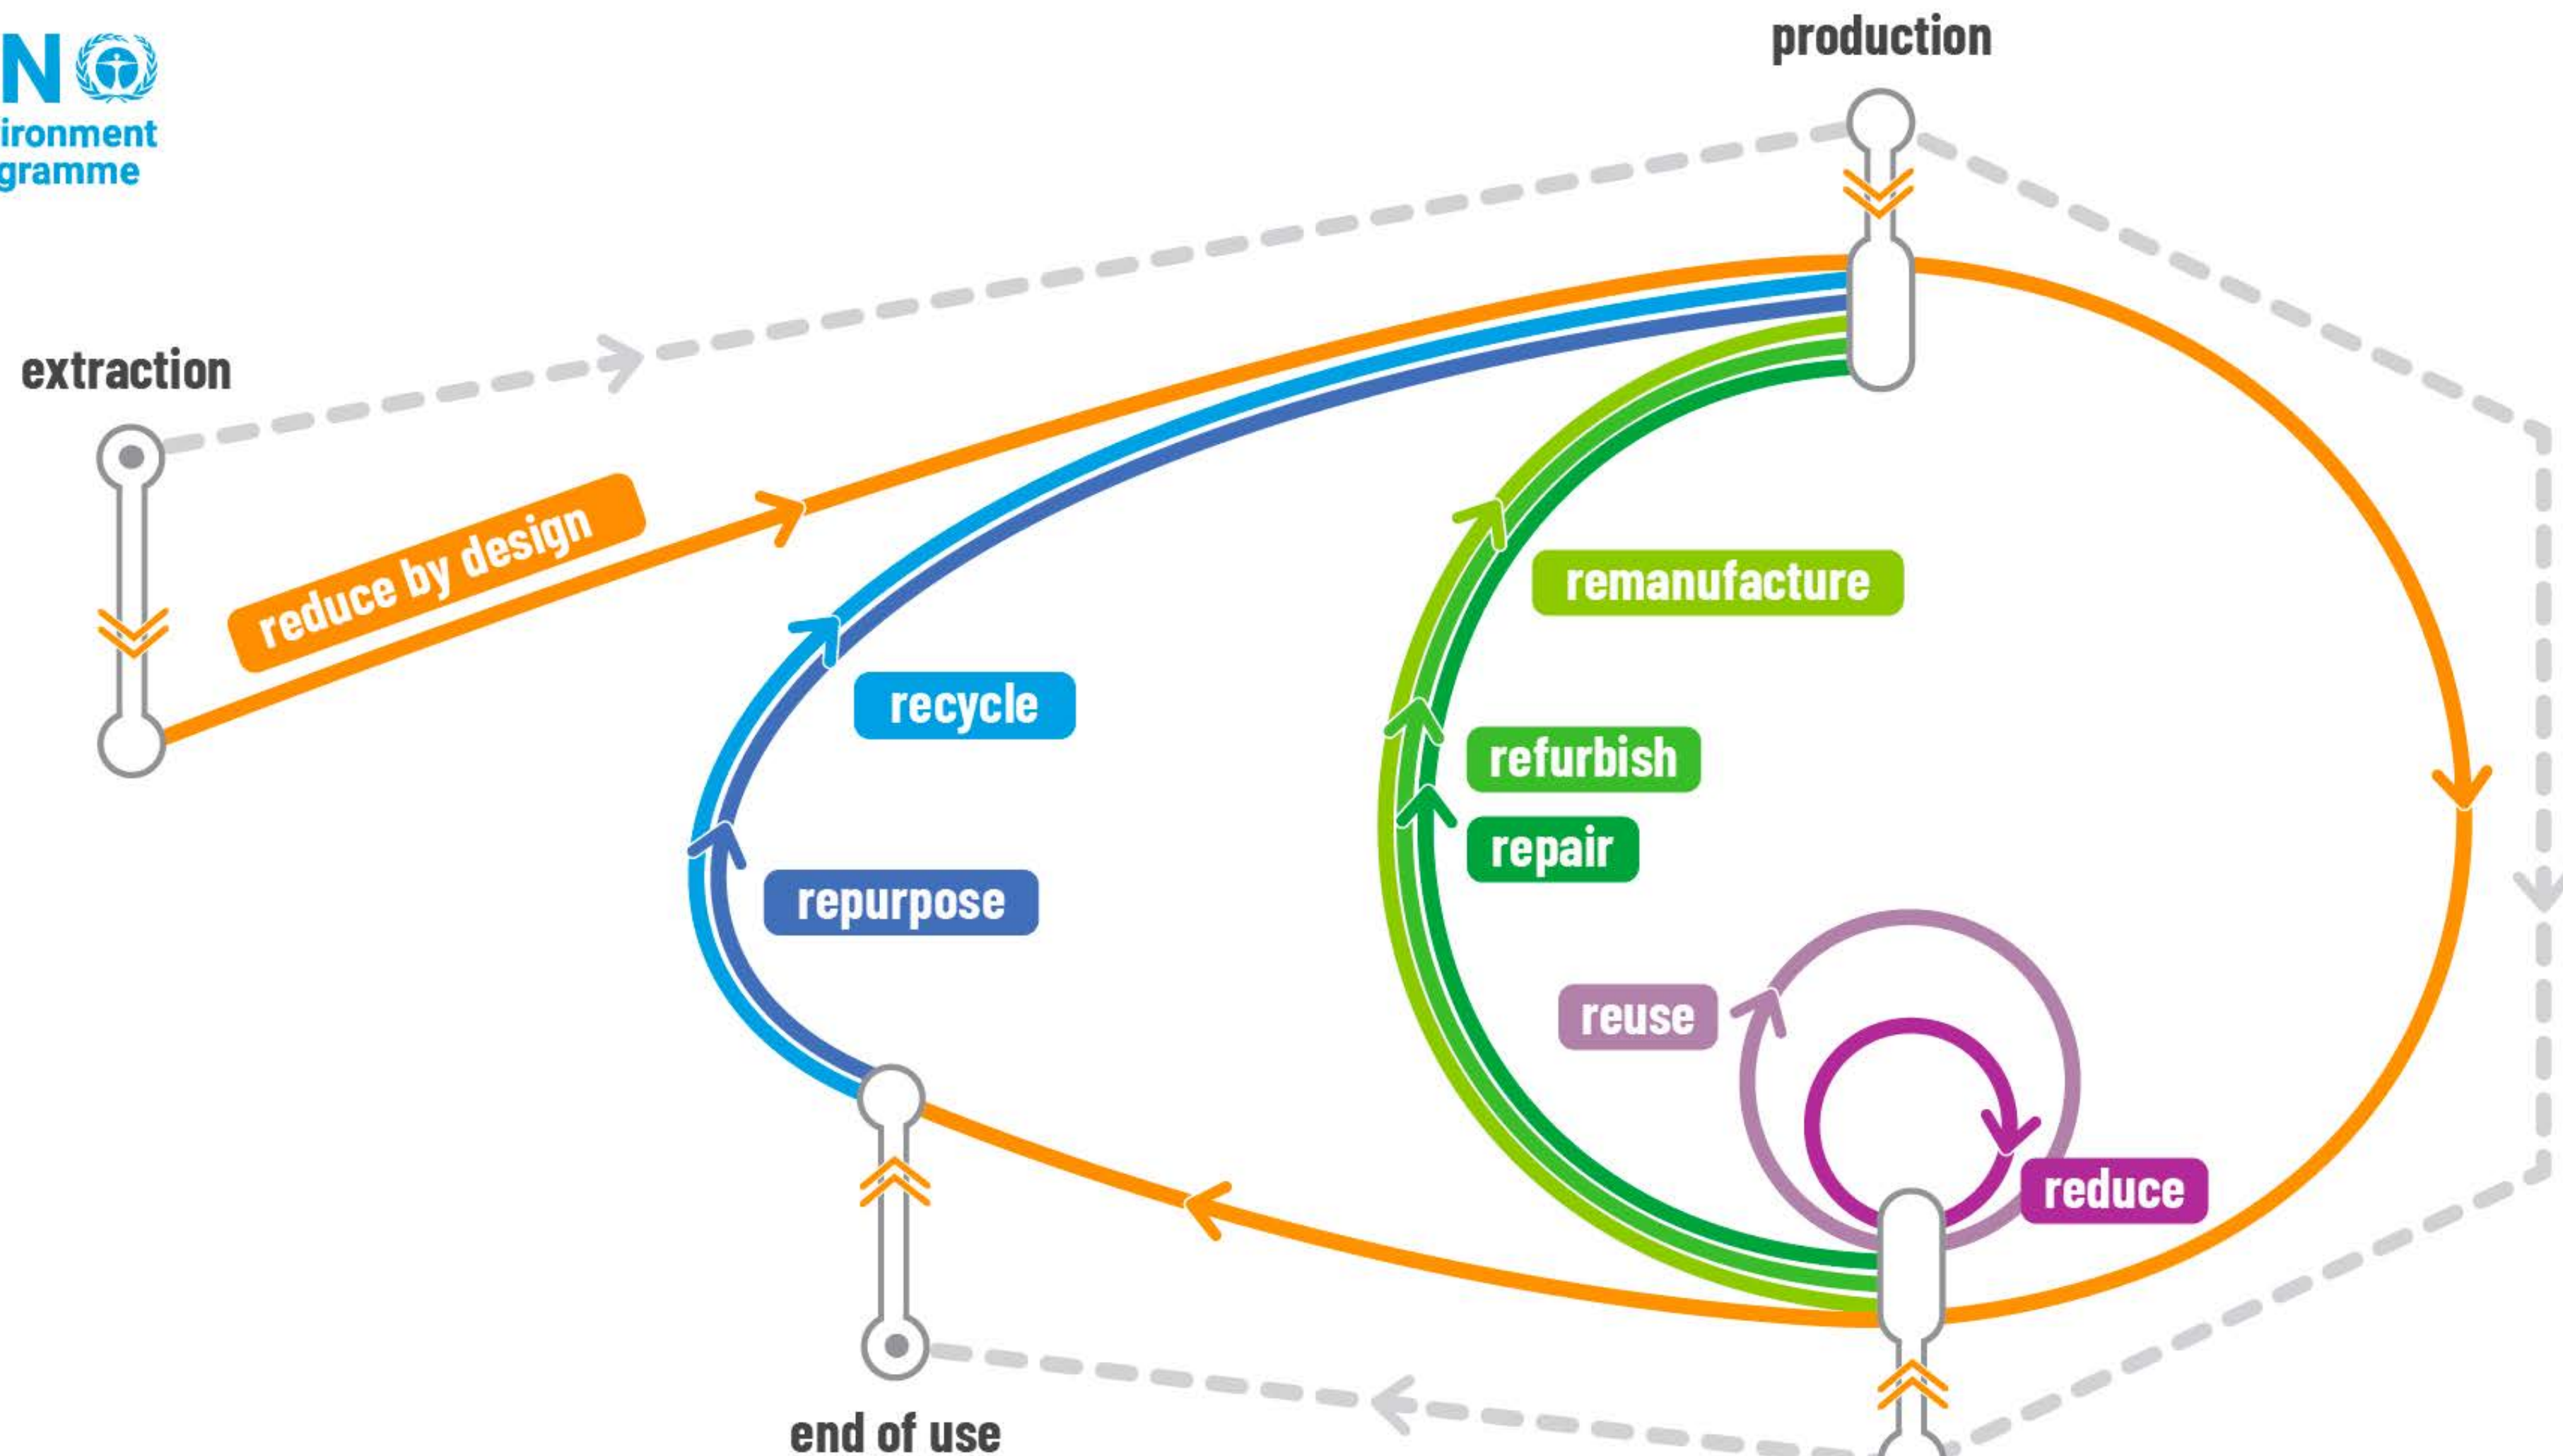 N
ironment
gramme
production
extraction
reduce by design
remanufacture
recycle
refurbish
repair
repurpose
reuse
reduce
end of use